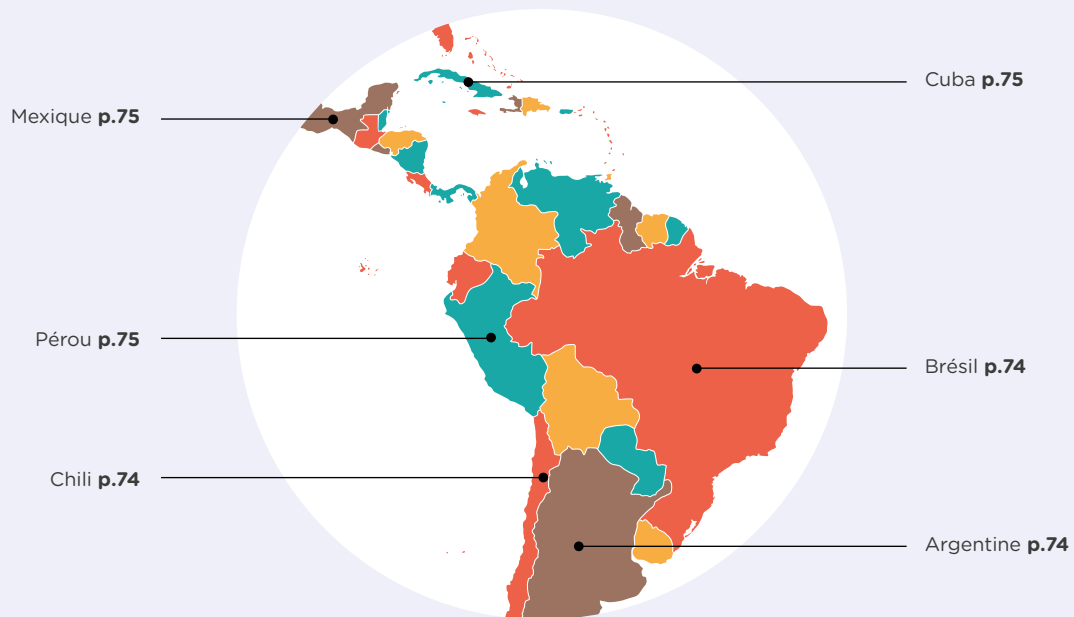 Cuba p.75
Mexique p.75
Pérou p.75
Brésil p.74
Chili p.74
Argentine p.74